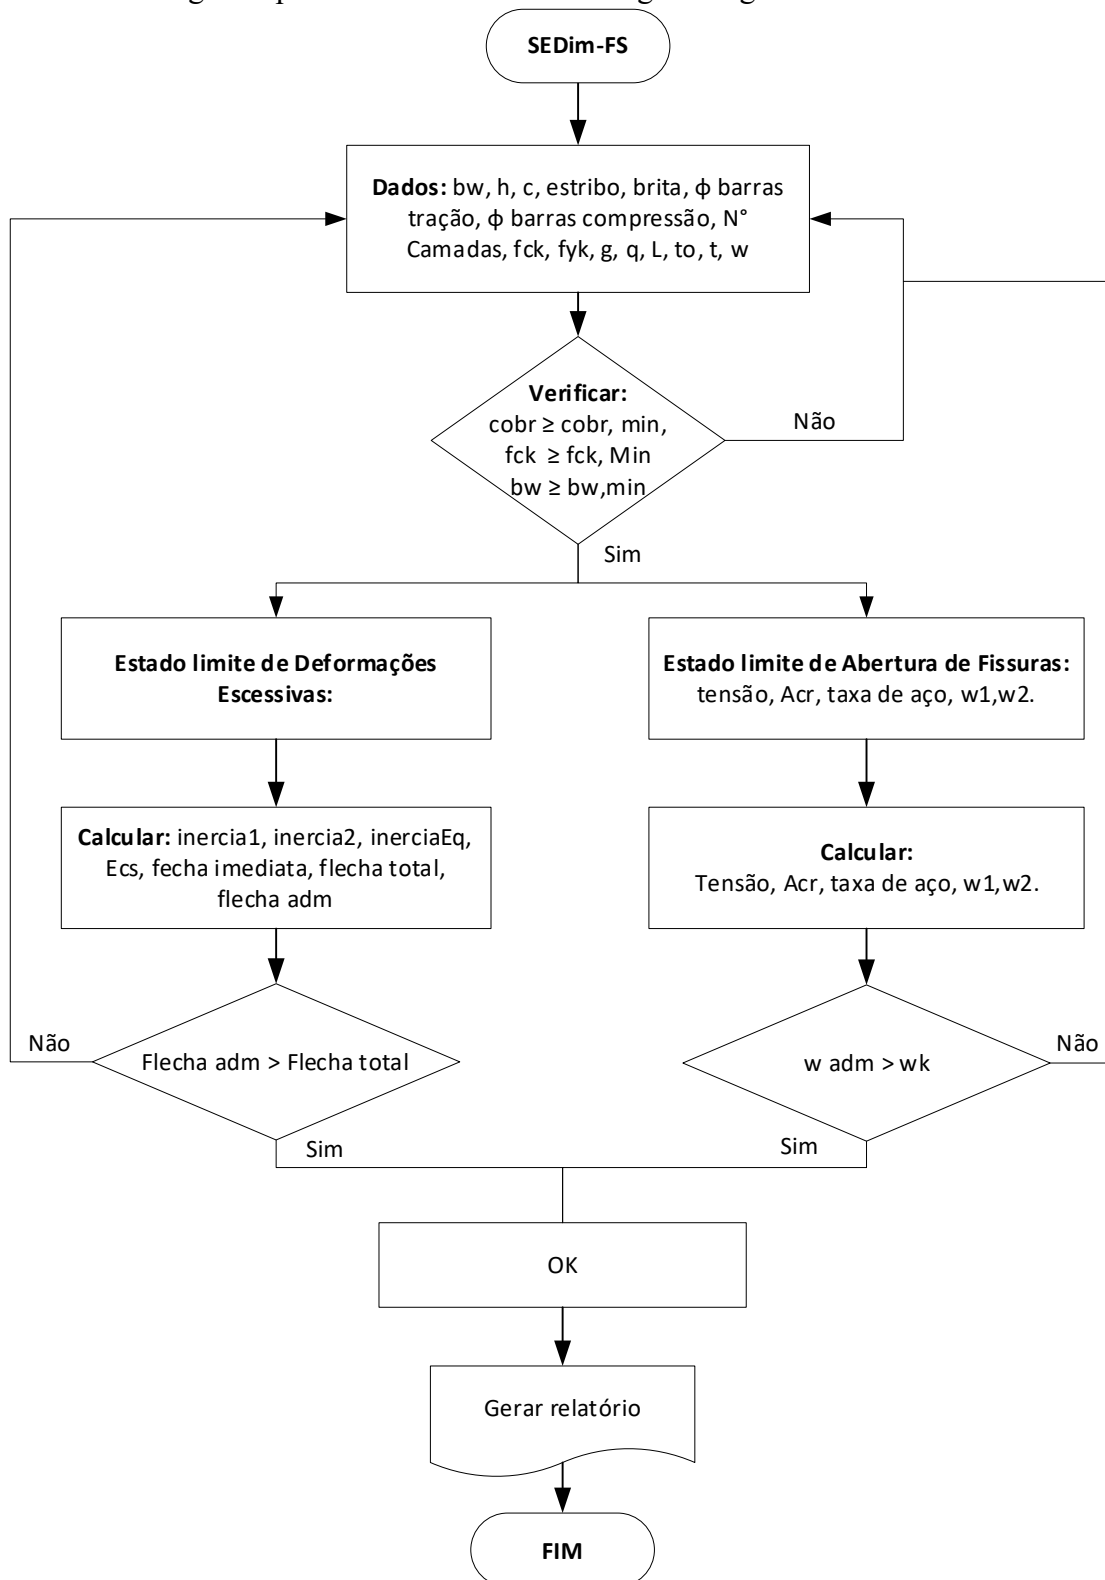 SEDim-FS
Dados: bw, h, c, estribo, brita, ϕ barras
tração, ϕ barras compressão, N°
Camadas, fck, fyk, g, q, L, to, t, w
Verificar:
cobr ≥ cobr, min,
fck ≥ fck, Min
bw ≥ bw,min
Não
Sim
Estado limite de Deformações
Escessivas:
Estado limite de Abertura de Fissuras:
tensão, Acr, taxa de aço, w1,w2.
Calcular: inercia1, inercia2, inerciaEq,
Ecs, fecha imediata, flecha total,
flecha adm
Calcular:
Tensão, Acr, taxa de aço, w1,w2.
Não
Flecha adm > Flecha total
w adm > wk
Não
Sim
Sim
OK
Gerar relatório
FIM